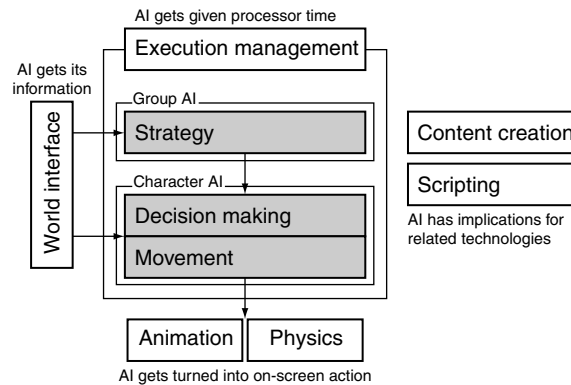 AI gets given processor time
Execution management
AI gets its
information
Group AI
Strategy
World interface
Character AI
Decision making
Movement
Content creation
Scripting
AI has implications for
related technologies
Animation
Physics
AI gets turned into on-screen action